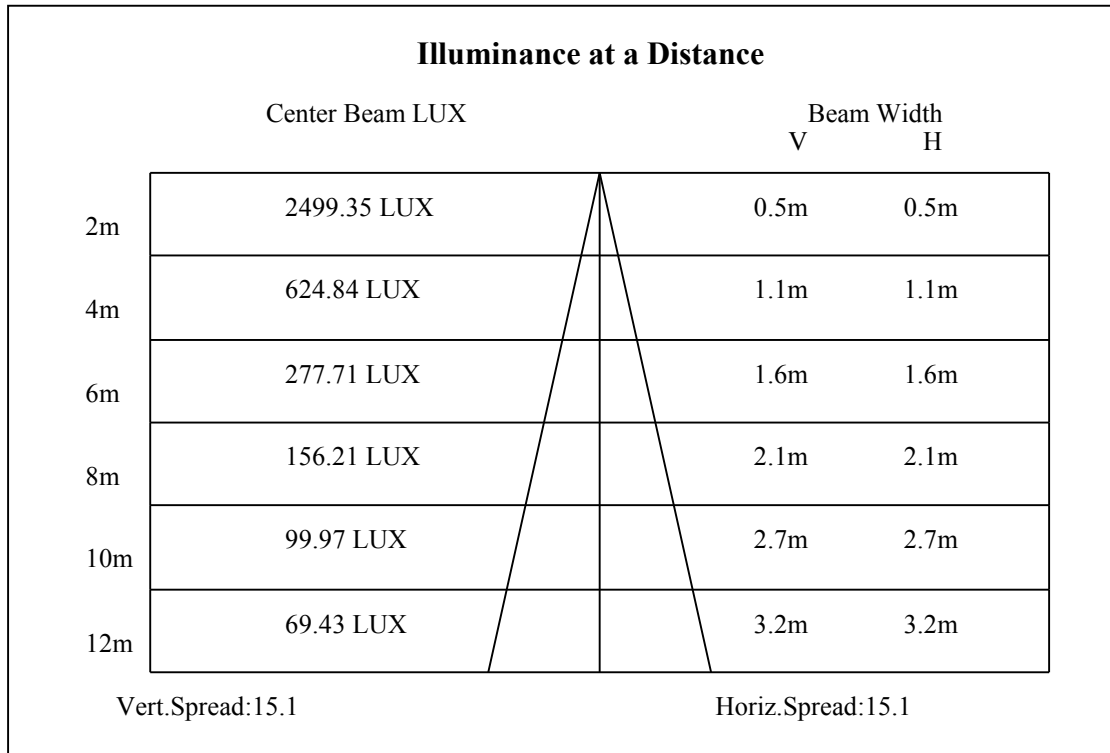 Illuminance at a Distance
Center Beam LUX Beam Width
V H
2m 2499.35 LUX 0.5m 0.5m
4m 624.84 LUX 1.1m 1.1m
6m 277.71 LUX 1.6m 1.6m
8m 156.21 LUX 2.1m 2.1m
10m 99.97 LUX 2.7m 2.7m
12m 69.43 LUX 3.2m 3.2m
Vert.Spread:15.1 Horiz.Spread:15.1